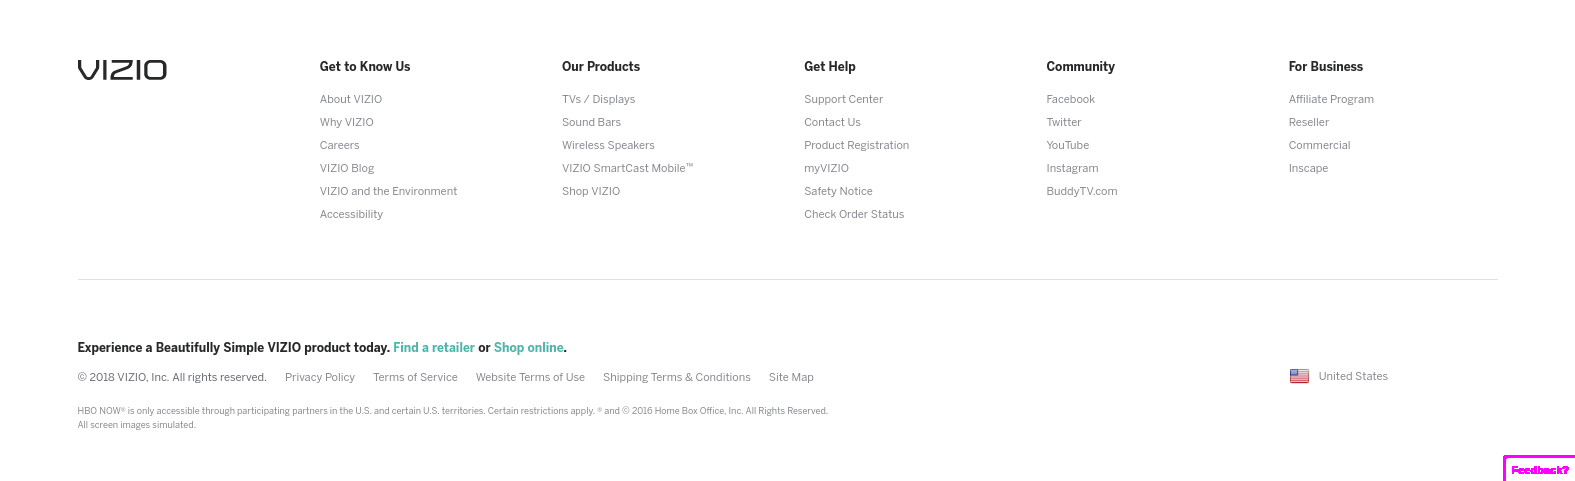 VIZIO
Get to Know Us
About VIZIO
Why VIZIO
Careers
VIZIO Blog
VIZIO and the Environment
Accessibility
Our Products
TVs / Displays
Sound Bars
Wireless Speakers
VIZIO SmartCast Mobile™
Shop VIZIO
Get Help
Support Center
Contact Us
Product Registration
myVIZIO
Safety Notice
Check Order Status
Community
Facebook
Twitter
YouTube
Instagram
BuddyTV.com
For Business
Affiliate Program
Reseller
Commercial
Inscape
Experience a Beautifully Simple VIZIO product today. Find a retailer or Shop online.
© 2018 VIZIO, Inc. All rights reserved. Privacy Policy Terms of Service Website Terms of Use Shipping Terms & Conditions Site Map
United States
HBO NOW® is only accessible through participating partners in the U.S. and certain U.S. territories. Certain restrictions apply. ® and © 2016 Home Box Office, Inc. All Rights Reserved.
All screen images simulated.
Feedback?